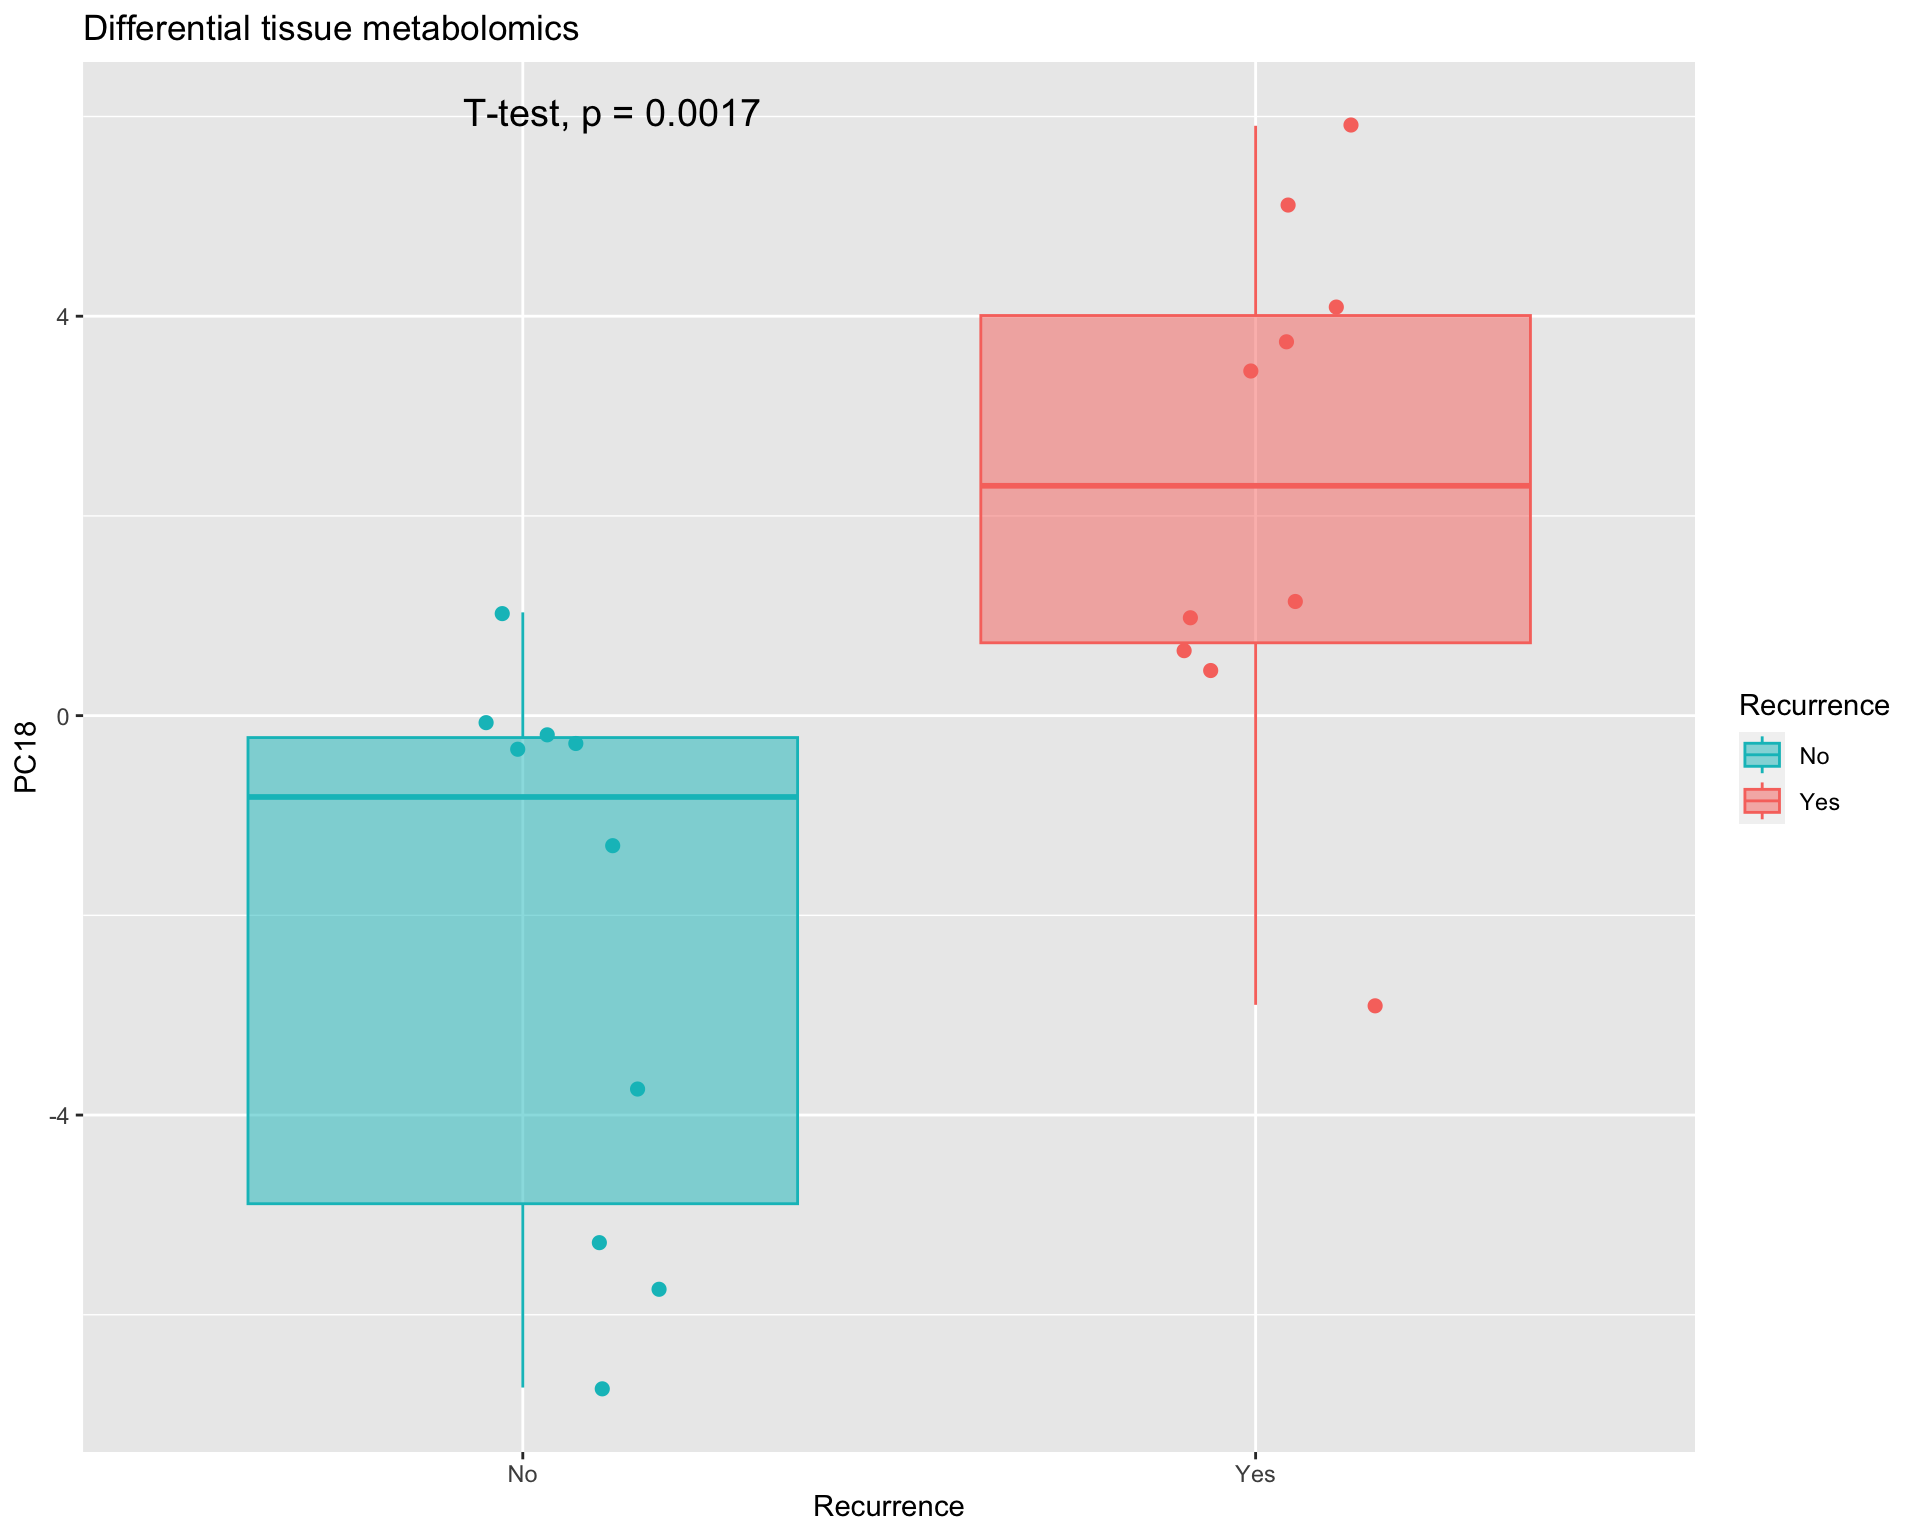 Differential tissue metabolomics
T-test, p = 0.0017
4
0
-4
PC18
No
Yes
Recurrence
Recurrence
No
Yes